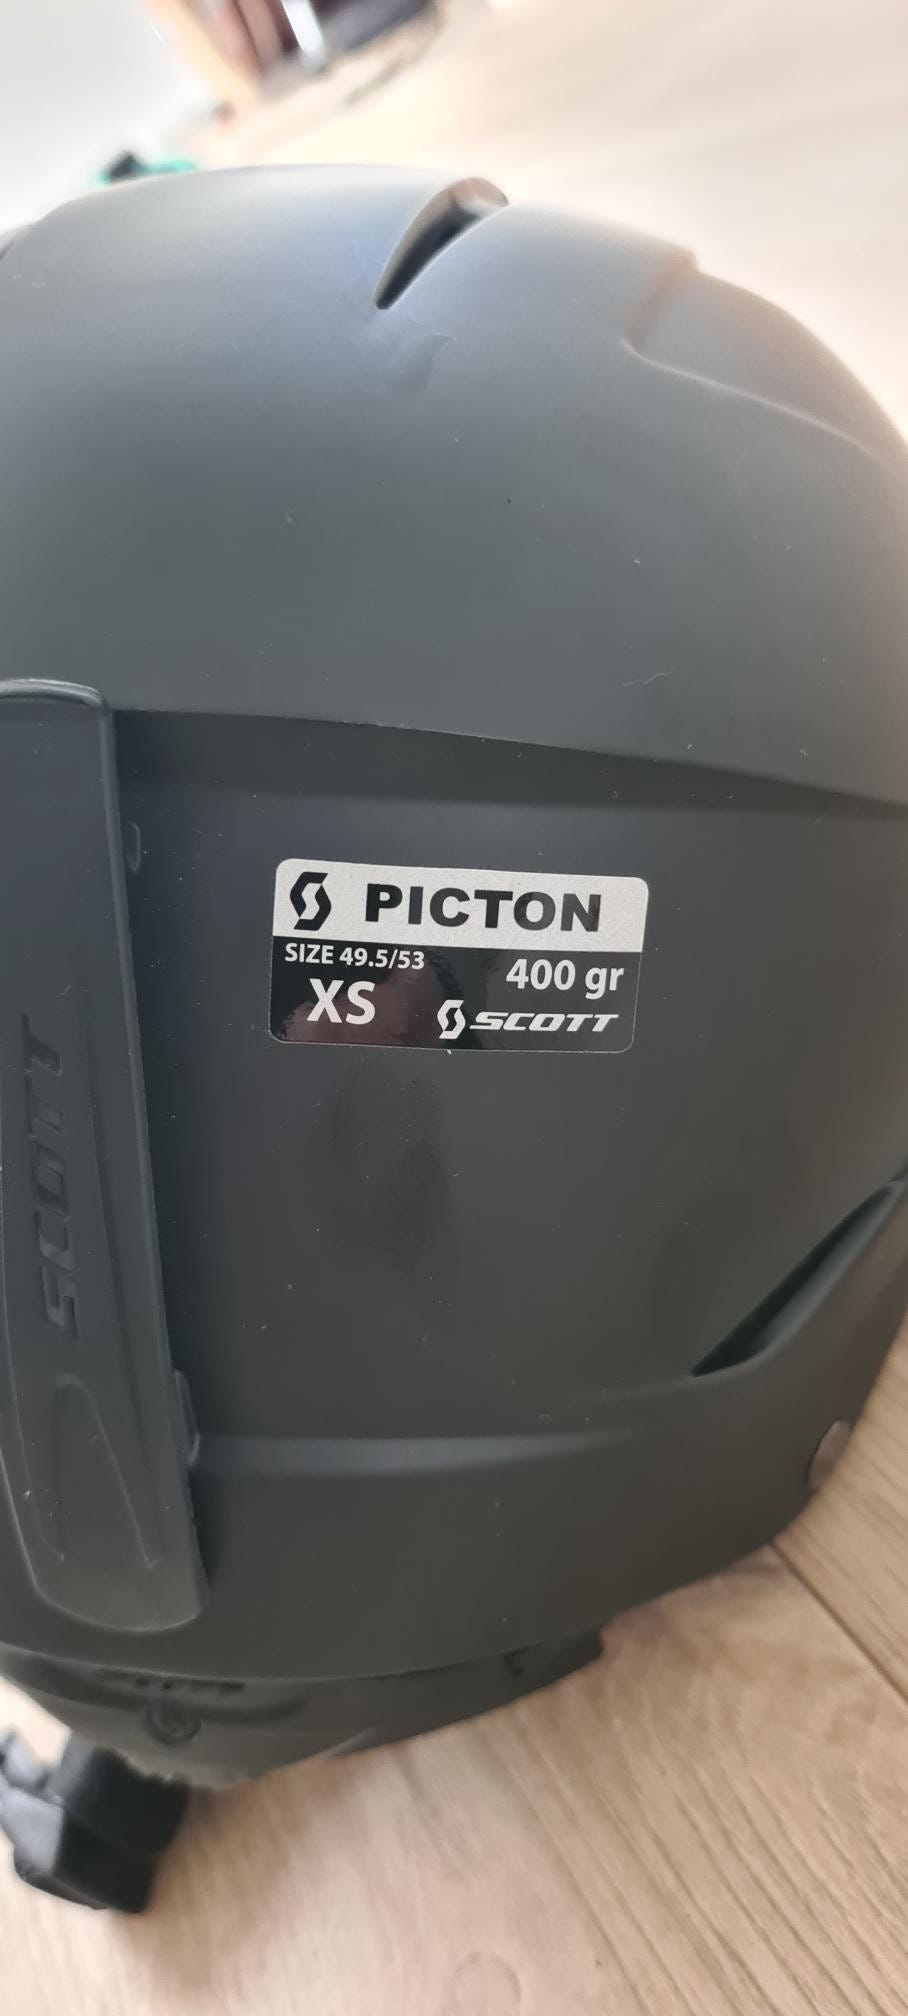 PICTON
SIZE 49.5/53
400 gr
XS
SCOTT
SCOTT